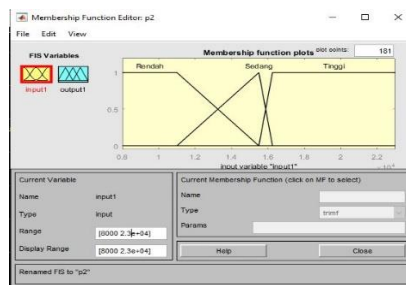 Membership Function Editor: p2
File Edit View
FIS Variables
input1 output1
Membership function plots plot points: 181
Rendah Sedang Tinggi
1
0.5
0
0.8 1 1.2 1.4 1.6 1.8 2 2.2
input variable "input1"
Current Variable
Name input1
Type input
Range [8000 2.3e+04]
Display Range [8000 2.3e+04]
Current Membership Function (click on MF to select)
Name
Type trimf
Params
Help Close
Renamed FIS to "p2"